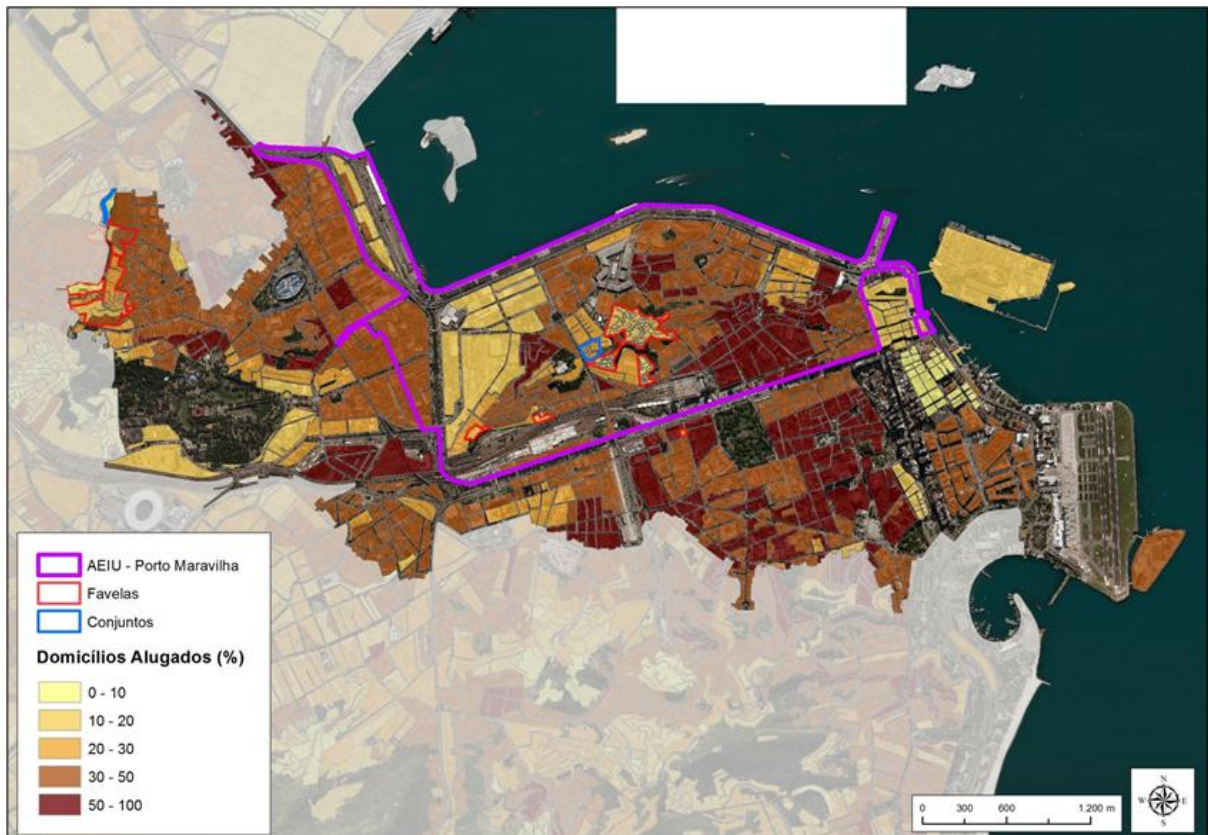 AEIU - Porto Maravilha
Favelas
Conjuntos
Domicílios Alugados (%)
0 - 10
10 - 20
20 - 30
30 - 50
50 - 100
0 300 600 1.200 m
N
W E
S